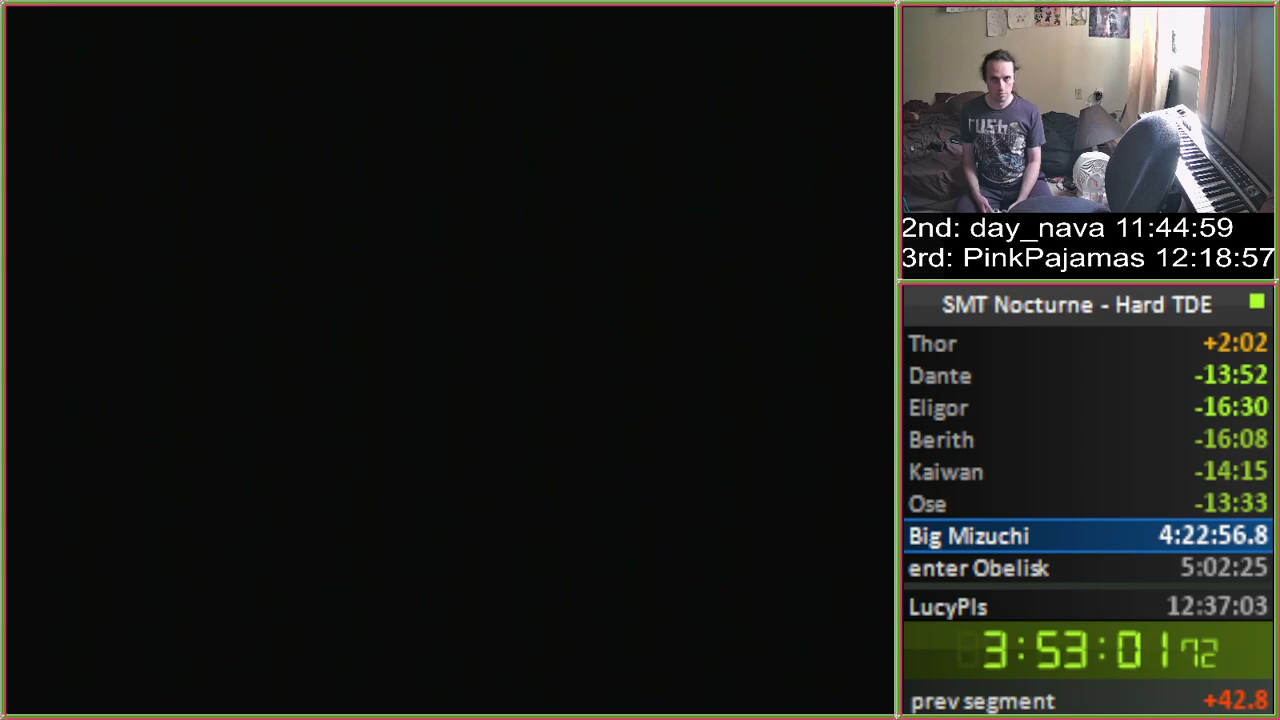 rush
2nd: day_nava 11:44:59
3rd: PinkPajamas 12:18:57
SMT Nocturne - Hard TDE
Thor +2:02
Dante -13:52
Eligor -16:30
Berith -16:08
Kaiwan -14:15
Ose -13:33
Big Mizuchi 4:22:56.8
enter Obelisk 5:02:25
LucyPls 12:37:03
3:53:01 72
prev segment +42.8